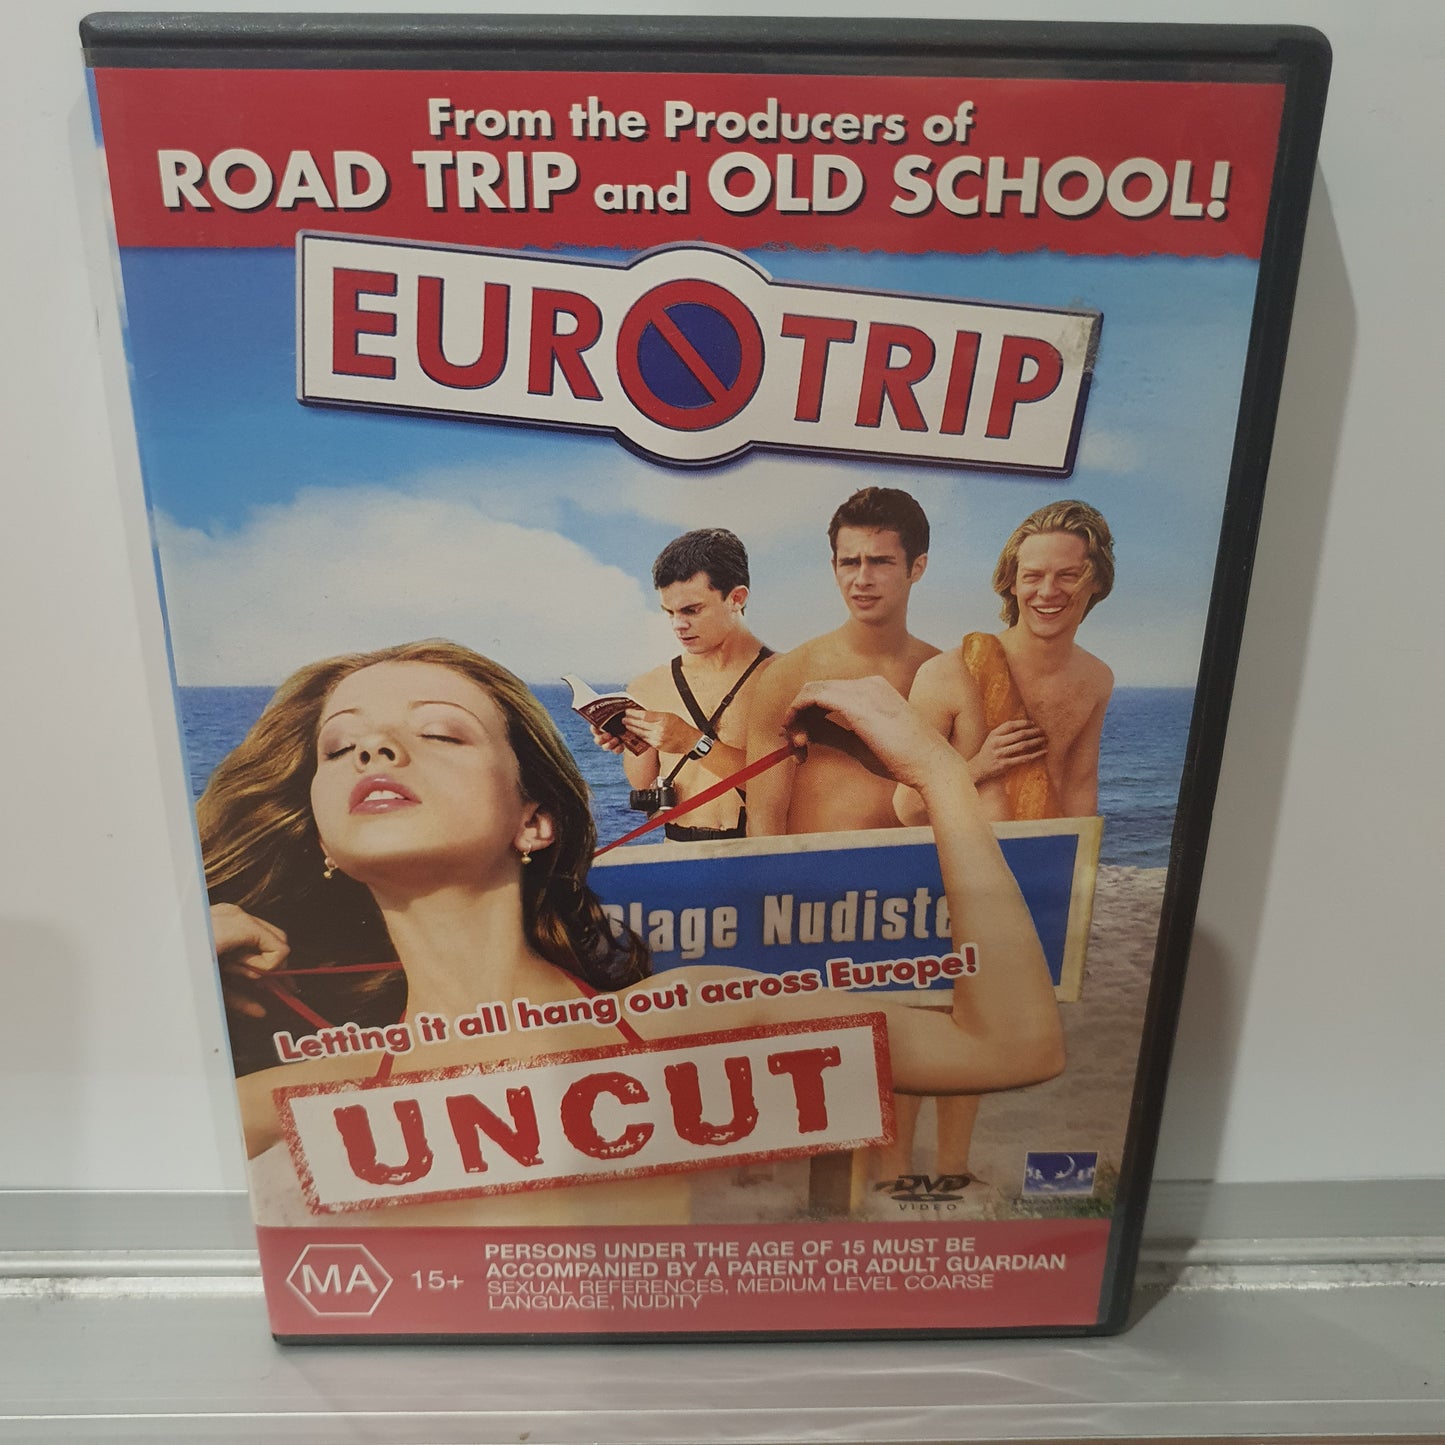 From the Producers of
ROAD TRIP and OLD SCHOOL!
EUROTRIP
Plage Nudiste
Letting it all hang out across Europe!
UNCUT
DVD
VIDEO
MA 15+
PERSONS UNDER THE AGE OF 15 MUST BE
ACCOMPANIED BY A PARENT OR ADULT GUARDIAN
SEXUAL REFERENCES, MEDIUM LEVEL COARSE
LANGUAGE, NUDITY